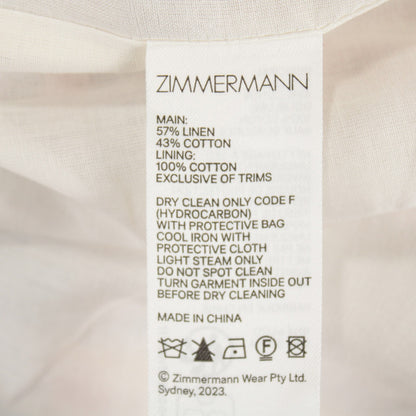 ZIMMERMANN
MAIN:
57% LINEN
43% COTTON
LINING:
100% COTTON
EXCLUSIVE OF TRIMS
DRY CLEAN ONLY CODE F
(HYDROCARBON)
WITH PROTECTIVE BAG
COOL IRON WITH
PROTECTIVE CLOTH
LIGHT STEAM ONLY
DO NOT SPOT CLEAN
TURN GARMENT INSIDE OUT
BEFORE DRY CLEANING
MADE IN CHINA
F
© Zimmermann Wear Pty Ltd.
Sydney, 2023.